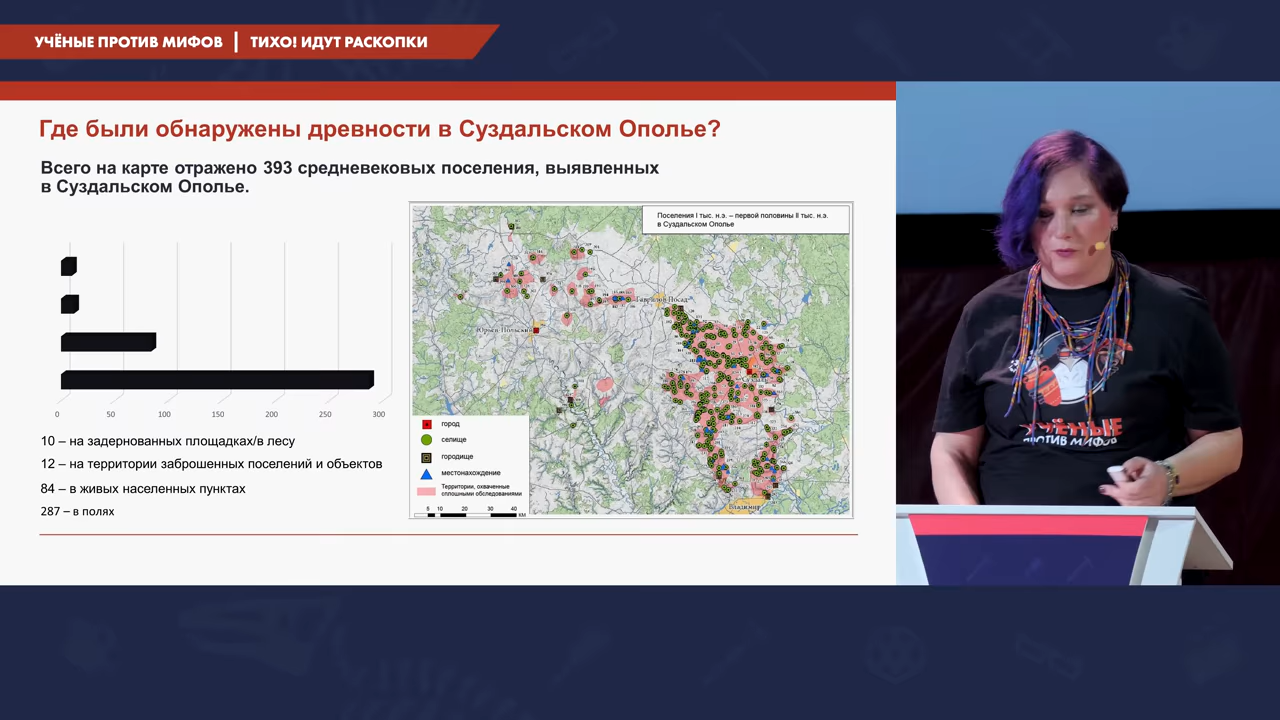 УЧЁНЫЕ ПРОТИВ МИФОВ | ТИХО! ИДУТ РАСКОПКИ
Где были обнаружены древности в Суздальском Ополье?
Всего на карте отражено 393 средневековых поселения, выявленных
в Суздальском Ополье.
Поселения I тыс. н.э. – первой половины II тыс. н.э.
в Суздальском Ополье
Гаврилов Посад
Юрьев-Польский
0 50 100 150 200 250 300
город
селище
городище
местонахождение
Территории, охваченные
сплошными обследованиями
Владимир
10 – на задернованных площадках/в лесу
12 – на территории заброшенных поселений и объектов
84 – в живых населенных пунктах
287 – в полях
УЧЁНЫЕ
ПРОТИВ МИФОВ